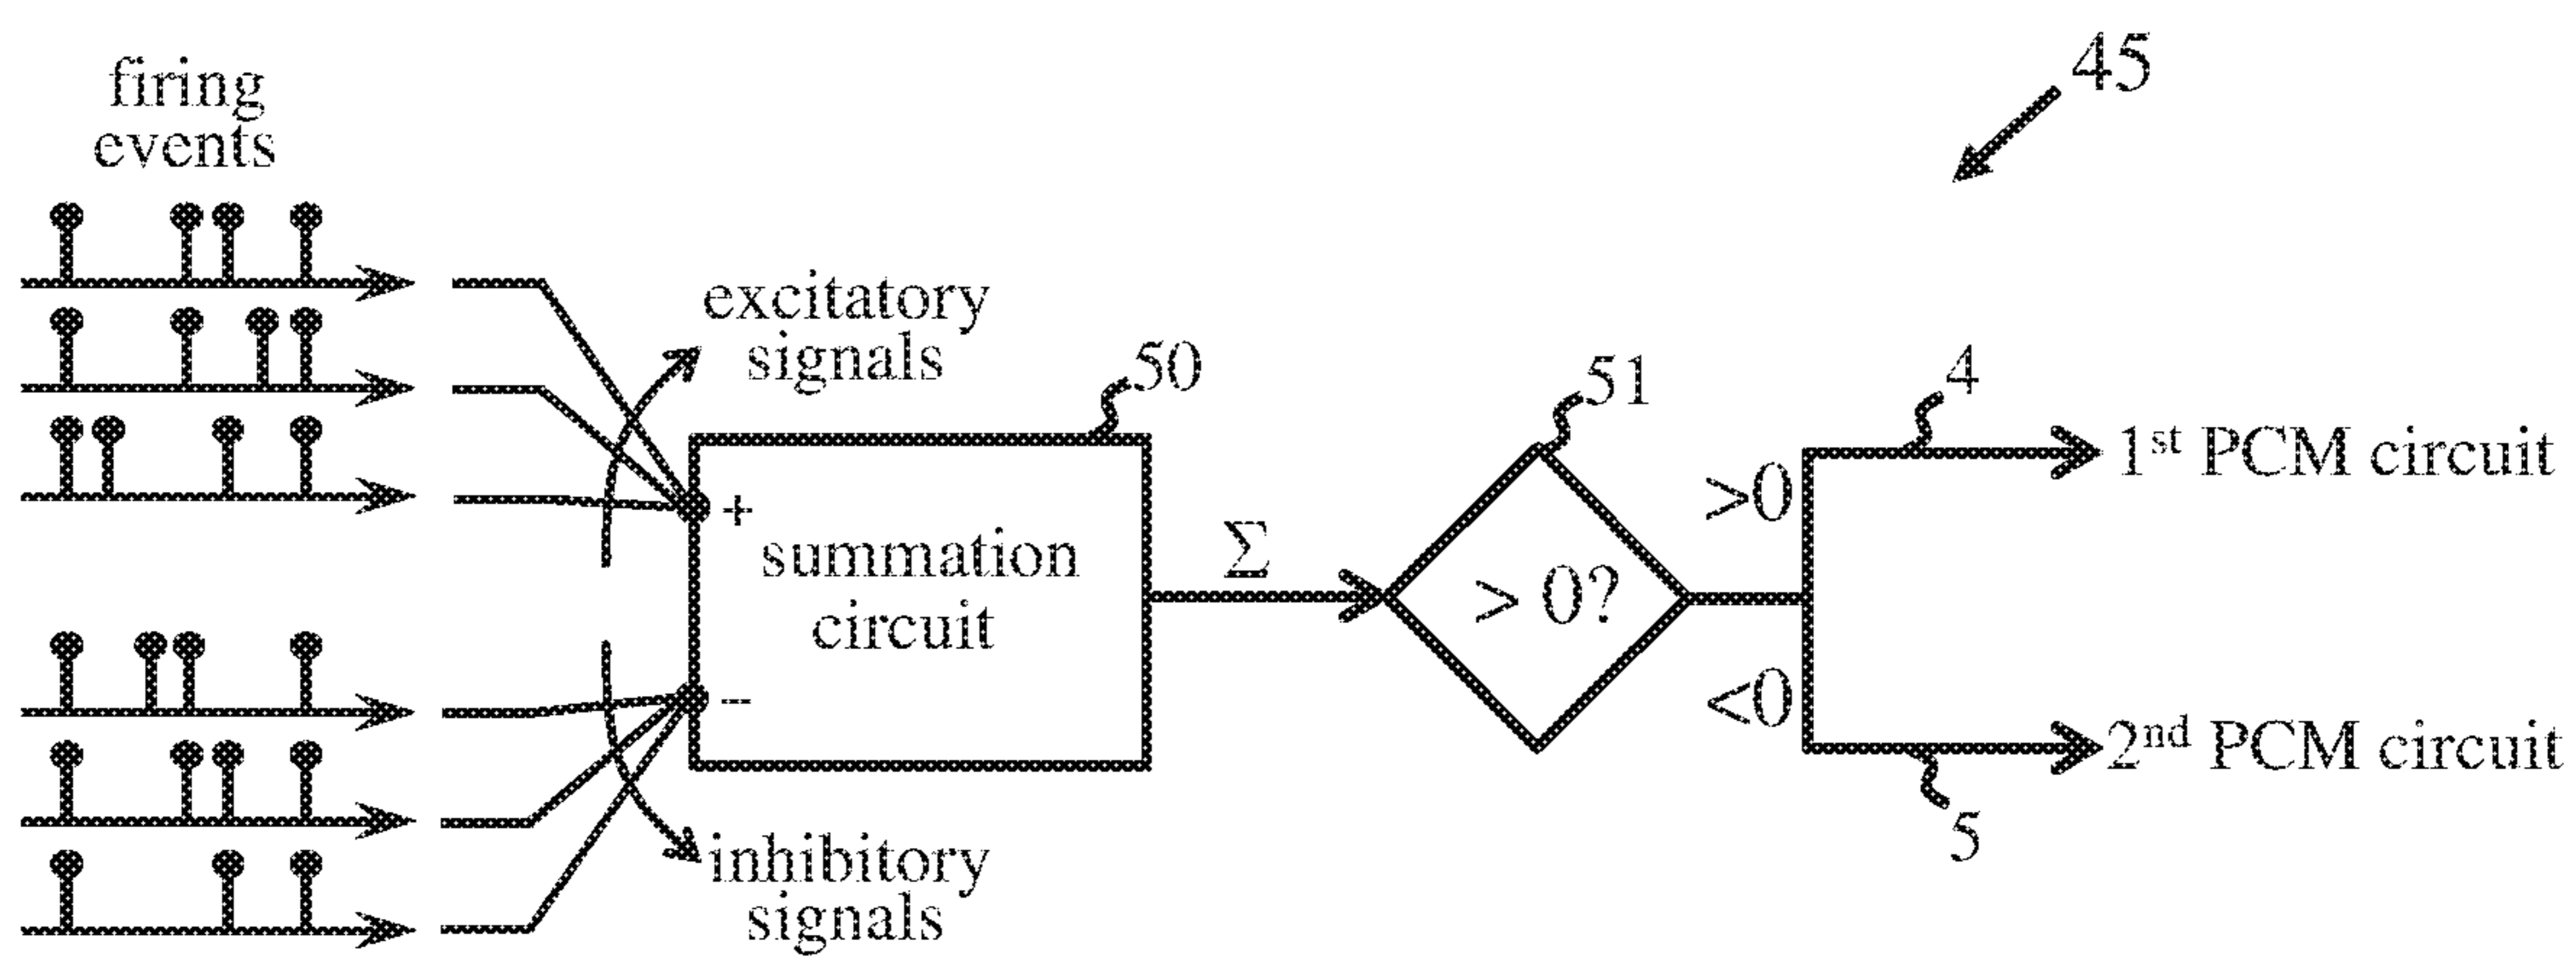 firing
events
45
excitatory
signals
50
51
4
>0
1st PCM circuit
+
summation
circuit
Σ
> 0?
--
<0
2nd PCM circuit
5
inhibitory
signals